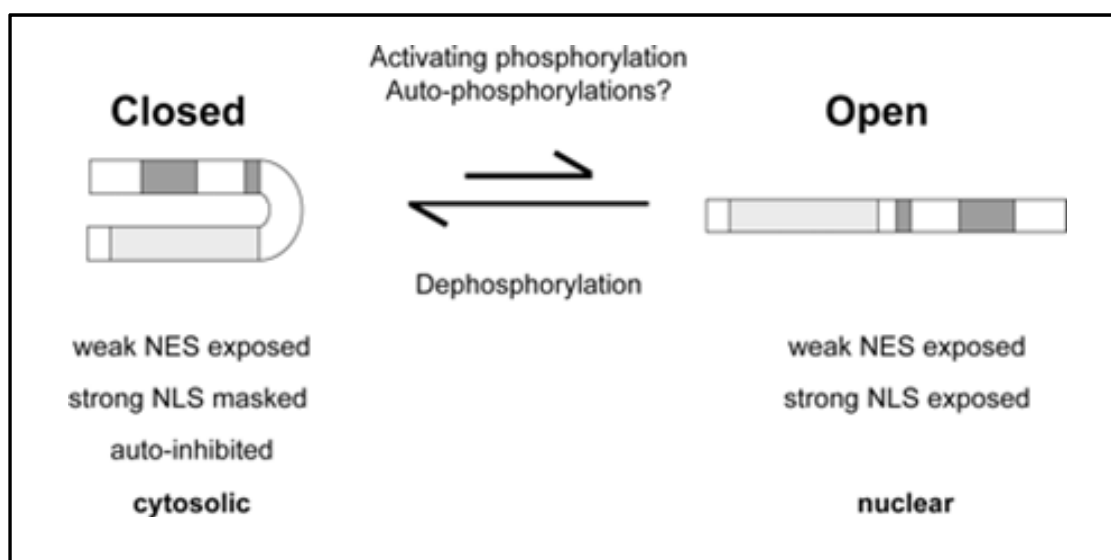 Activating phosphorylation
Auto-phosphorylations?
Closed
Open
Dephosphorylation
weak NES exposed
strong NLS masked
auto-inhibited
cytosolic
weak NES exposed
strong NLS exposed
nuclear